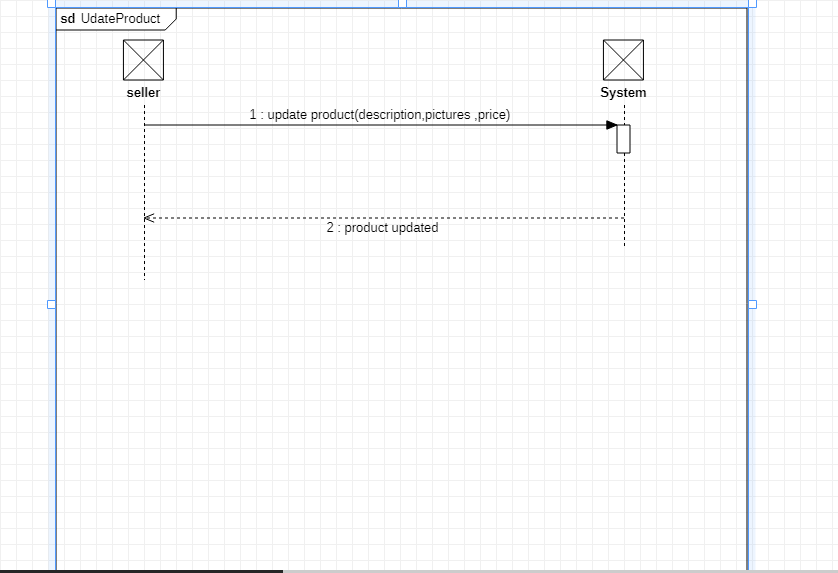 sd UdateProduct
seller
System
1 : update product(description,pictures ,price)
2 : product updated